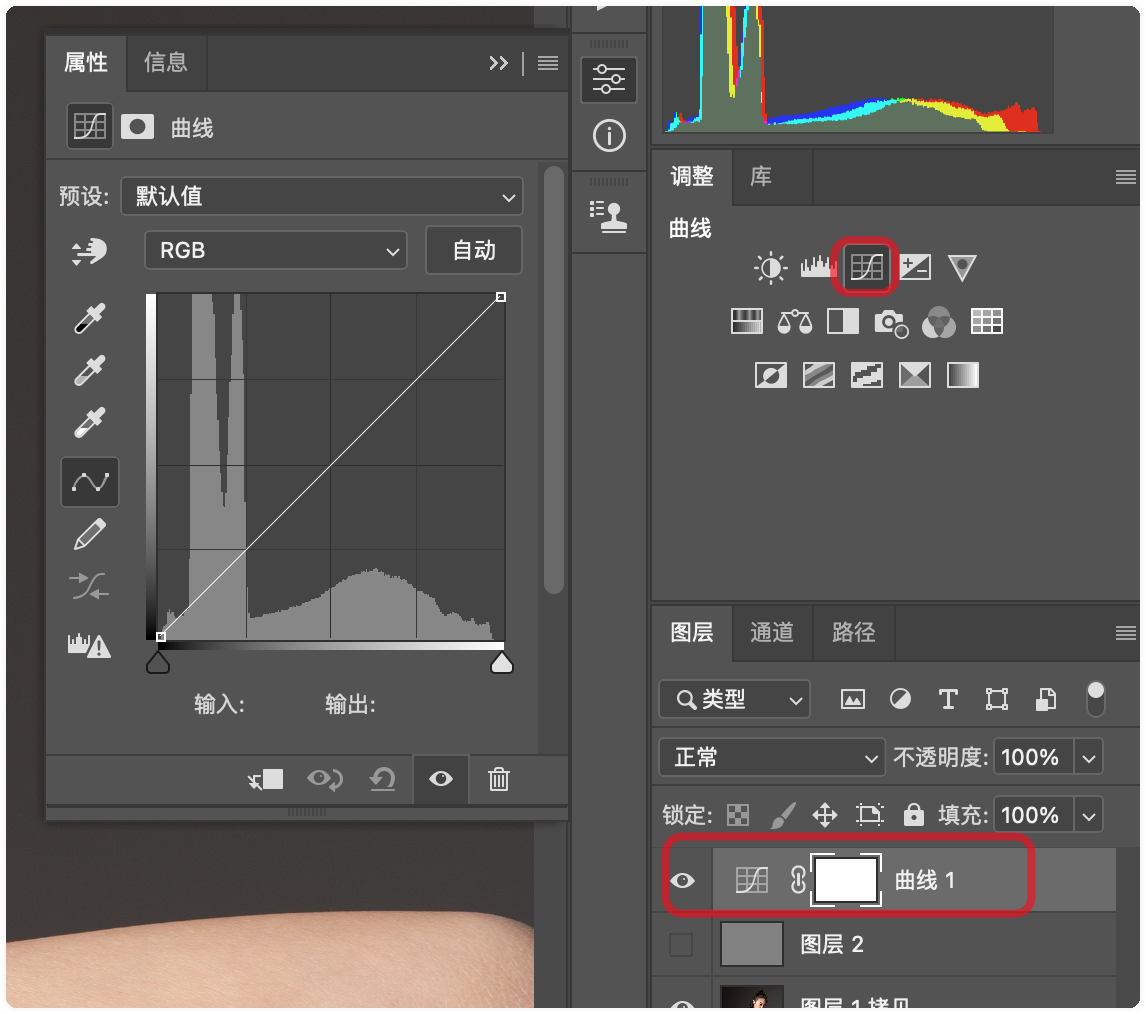 属性 信息
曲线
预设: 默认值
RGB 自动
输入: 输出:
调整 库
曲线
图层 通道 路径
类型
正常 不透明度: 100%
锁定: 填充: 100%
曲线 1
图层 2
图层 1 拷贝